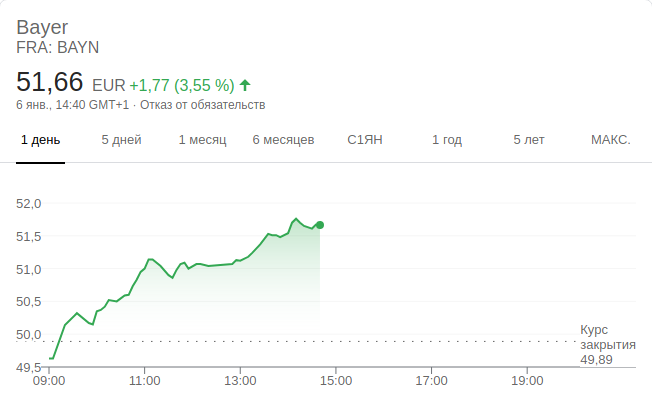 Bayer
FRA: BAYN
51,66 EUR +1,77 (3,55 %)
6 янв., 14:40 GMT+1 · Отказ от обязательств
1 день 5 дней 1 месяц 6 месяцев С1ЯН 1 год 5 лет МАКС.
52,0
51,5
51,0
50,5
50,0
49,5
Курс
закрытия
49,89
09:00 11:00 13:00 15:00 17:00 19:00